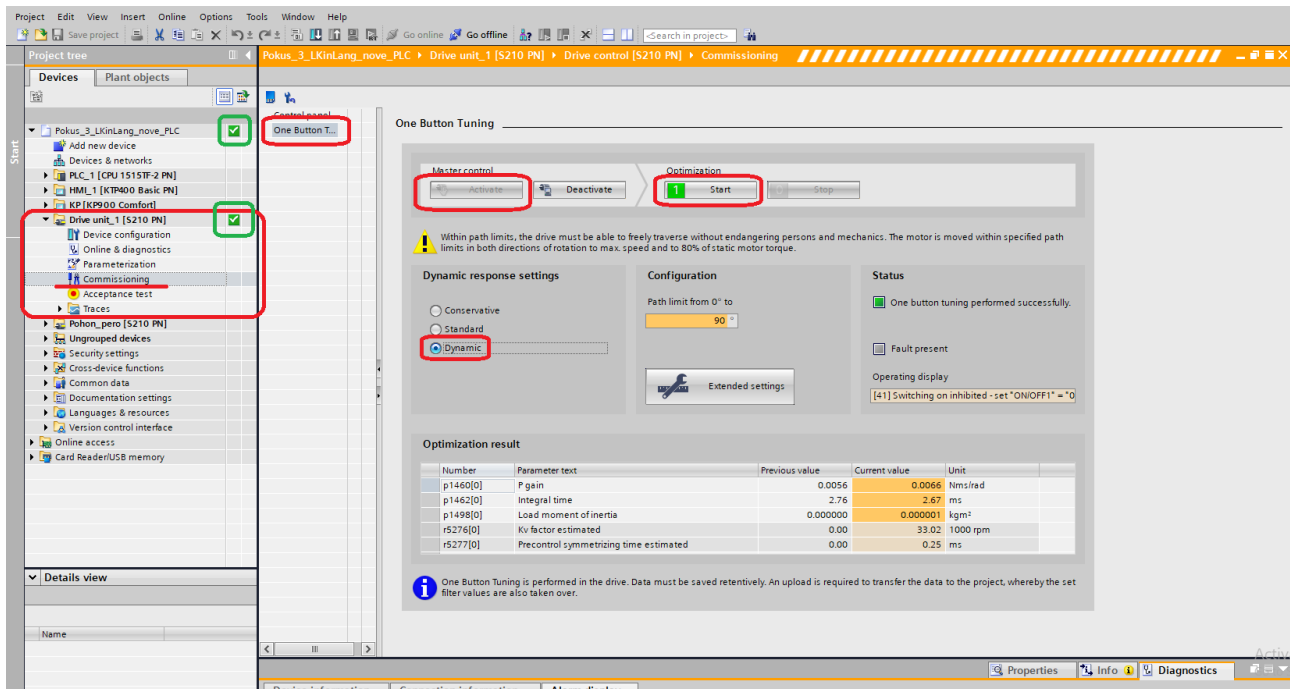 Project Edit View Insert Online Options Tools Window Help
Save project Go online Go offline <Search in project>
Project tree
Pokus_3_LKinLang_nove_PLC Drive unit_1 [S210 PN] Drive control [S210 PN] Commissioning
Devices Plant objects
Start
Pokus_3_LKinLang_nove_PLC
Add new device
Devices & networks
PLC_1 [CPU 1515TF-2 PN]
HMI_1 [KTP400 Basic PN]
KP [KP900 Comfort]
Drive unit_1 [S210 PN]
Device configuration
Online & diagnostics
Parameterization
Commissioning
Acceptance test
Traces
Pohon_pero [S210 PN]
Ungrouped devices
Security settings
Cross-device functions
Common data
Documentation settings
Languages & resources
Version control interface
Online access
Card Reader/USB memory
Details view
Name
Control panel
One Button T...
One Button Tuning
Master control
Activate Deactivate
Optimization
1 Start Stop
Within path limits, the drive must be able to freely traverse without endangering persons and mechanics. The motor is moved within specified path
limits in both directions of rotation to max. speed and to 80% of static motor torque.
Dynamic response settings
Conservative
Standard
Dynamic
Configuration
Path limit from 0° to
90 °
Extended settings
Status
One button tuning performed successfully.
Fault present
Operating display
[41] Switching on inhibited - set "ON/OFF1" = "0
Optimization result
Number Parameter text Previous value Current value Unit
p1460[0] P gain 0.0056 0.0066 Nms/rad
p1462[0] Integral time 2.76 2.67 ms
p1498[0] Load moment of inertia 0.000000 0.000001 kgm²
r5276[0] Kv factor estimated 0.00 33.02 1000 rpm
r5277[0] Precontrol symmetrizing time estimated 0.00 0.25 ms
One Button Tuning is performed in the drive. Data must be saved retentively. An upload is required to transfer the data to the project, whereby the set
filter values are also taken over.
Activ
Properties Info Diagnostics
Device information Connection information Alarm display